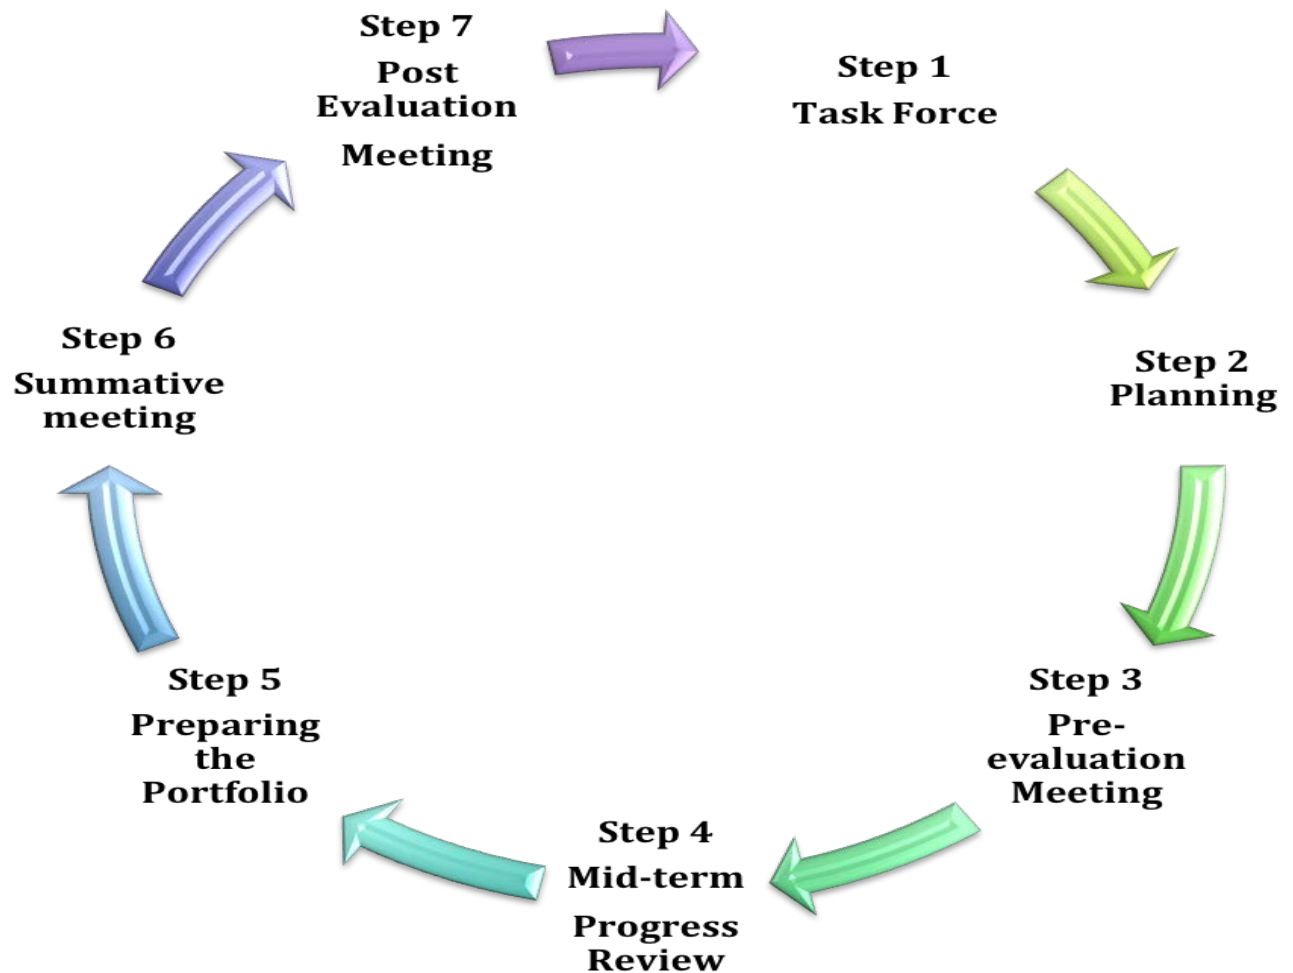 Step 1
Task Force
Step 2
Planning
Step 3
Pre-
evaluation
Meeting
Step 4
Mid-term
Progress
Review
Step 5
Preparing
the
Portfolio
Step 6
Summative
meeting
Step 7
Post
Evaluation
Meeting